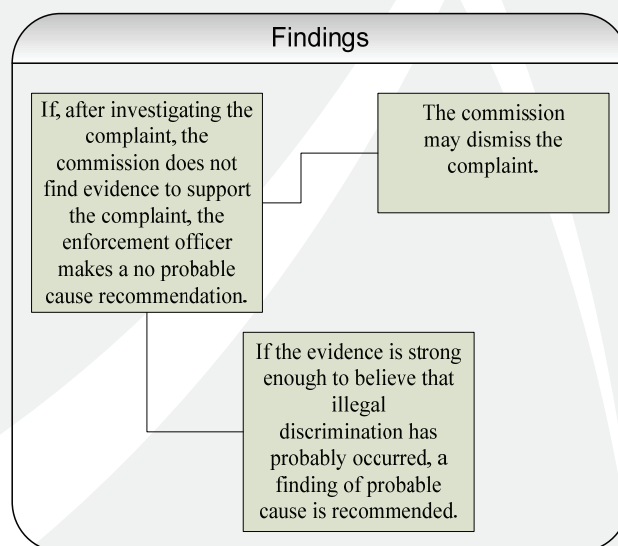 Findings
If, after investigating the
complaint, the
commission does not
find evidence to support
the complaint, the
enforcement officer
makes a no probable
cause recommendation.
The commission
may dismiss the
complaint.
If the evidence is strong
enough to believe that
illegal
discrimination has
probably occurred, a
finding of probable
cause is recommended.